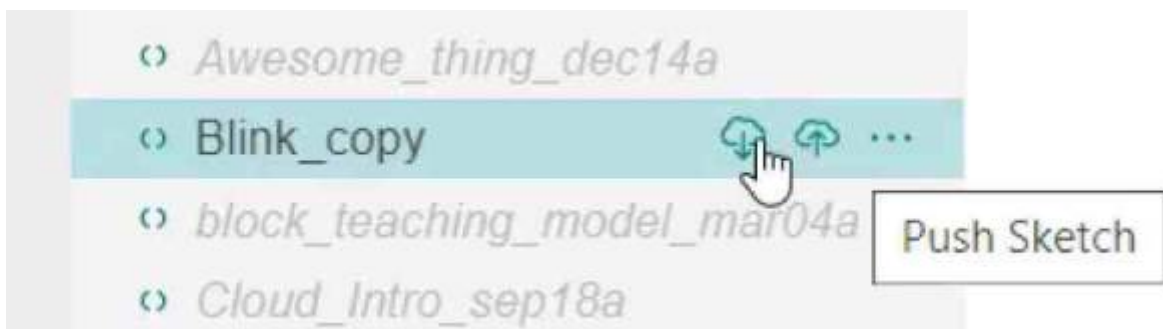 Awesome_thing_dec14a
Blink_copy
block_teaching_model_mar04a
Push Sketch
Cloud_Intro_sep18a